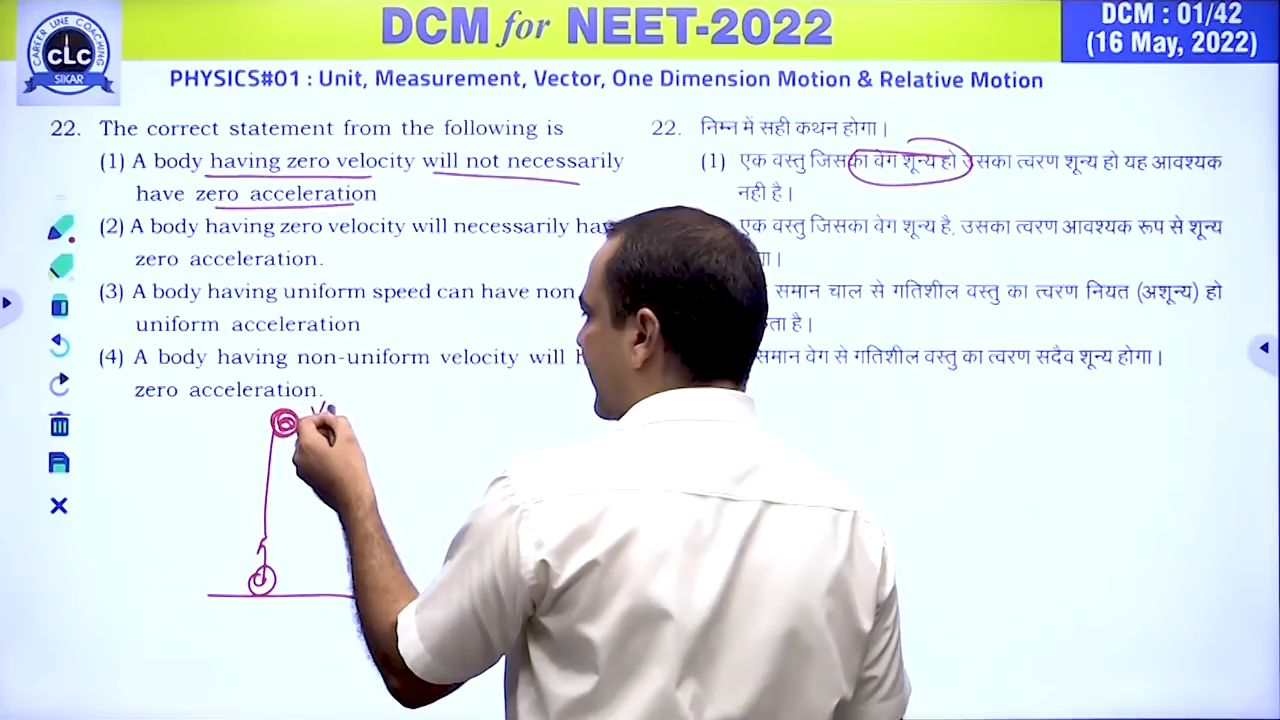 CAREER LINE COACHING
CLC
SIKAR
DCM for NEET-2022
DCM : 01/42
(16 May, 2022)
PHYSICS#01 : Unit, Measurement, Vector, One Dimension Motion & Relative Motion
22. The correct statement from the following is
(1) A body having zero velocity will not necessarily
have zero acceleration
(2) A body having zero velocity will necessarily
zero acceleration.
(3) A body having uniform speed can have non
uniform acceleration
(4) A body having non-uniform velocity will
zero acceleration.
22. निम्न में सही कथन होगा।
(1) एक वस्तु जिसका वेग शून्य हो उसका त्वरण शून्य हो यह आवश्यक
नही है।
एक वस्तु जिसका वेग शून्य है, उसका त्वरण आवश्यक रूप से शून्य
समान चाल से गतिशील वस्तु का त्वरण नियत (अशून्य) हो
है।
समान वेग से गतिशील वस्तु का त्वरण सदैव शून्य होगा।